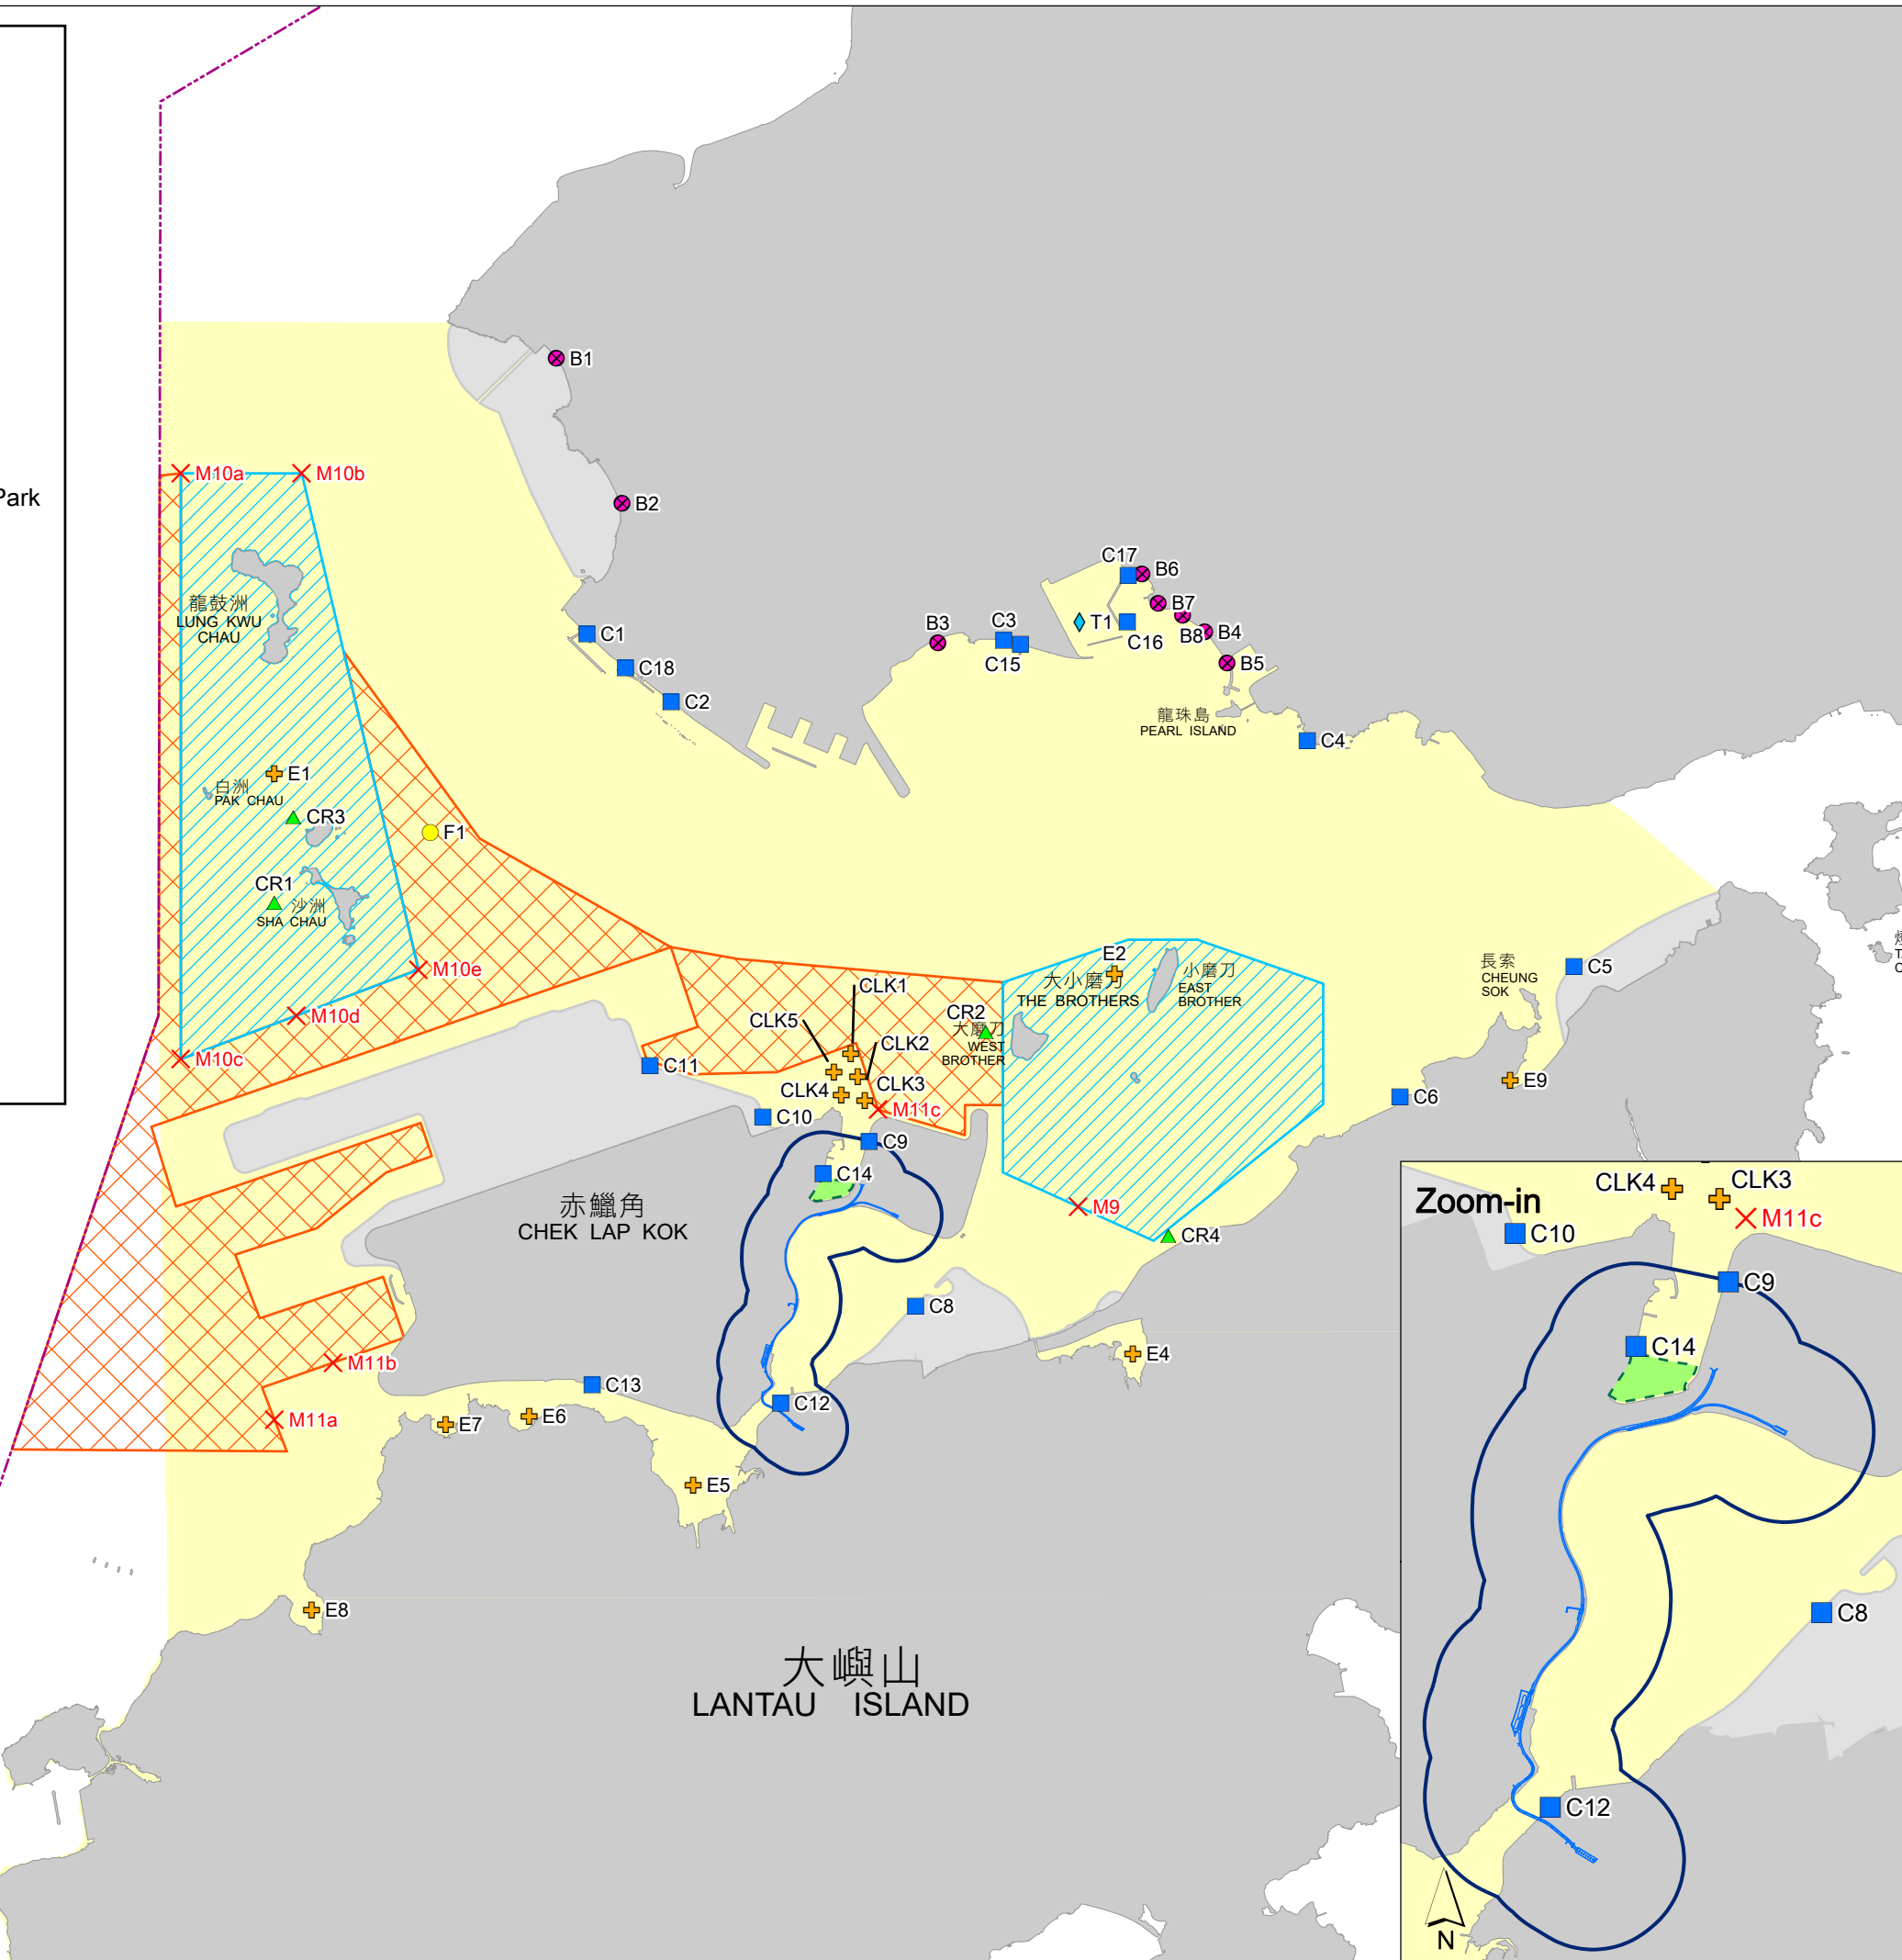 Park
B1
M10a
M10b
B2
龍鼓洲
LUNG KWU
CHAU
C17
B6
B7
T1
B3
C3
B8
B4
C1
C16
C15
B5
C18
C2
龍珠島
PEARL ISLAND
C4
E1
白洲
PAK CHAU
CR3
F1
CR1
沙洲
SHA CHAU
M10e
E2
小磨刀
EAST
BROTHER
大小磨刀
THE BROTHERS
長索
CHEUNG
SOK
C5
CLK1
M10d
CLK5
CR2
大磨刀
WEST
BROTHER
CLK2
M10c
C11
CLK4
CLK3
E9
C6
M11c
C10
C9
C14
赤鱲角
CHEK LAP KOK
M9
CR4
C8
E4
M11b
C13
C12
M11a
E7
E6
E5
E8
大嶼山
LANTAU ISLAND
Zoom-in
CLK4
CLK3
M11c
C10
C9
C14
C8
C12
N